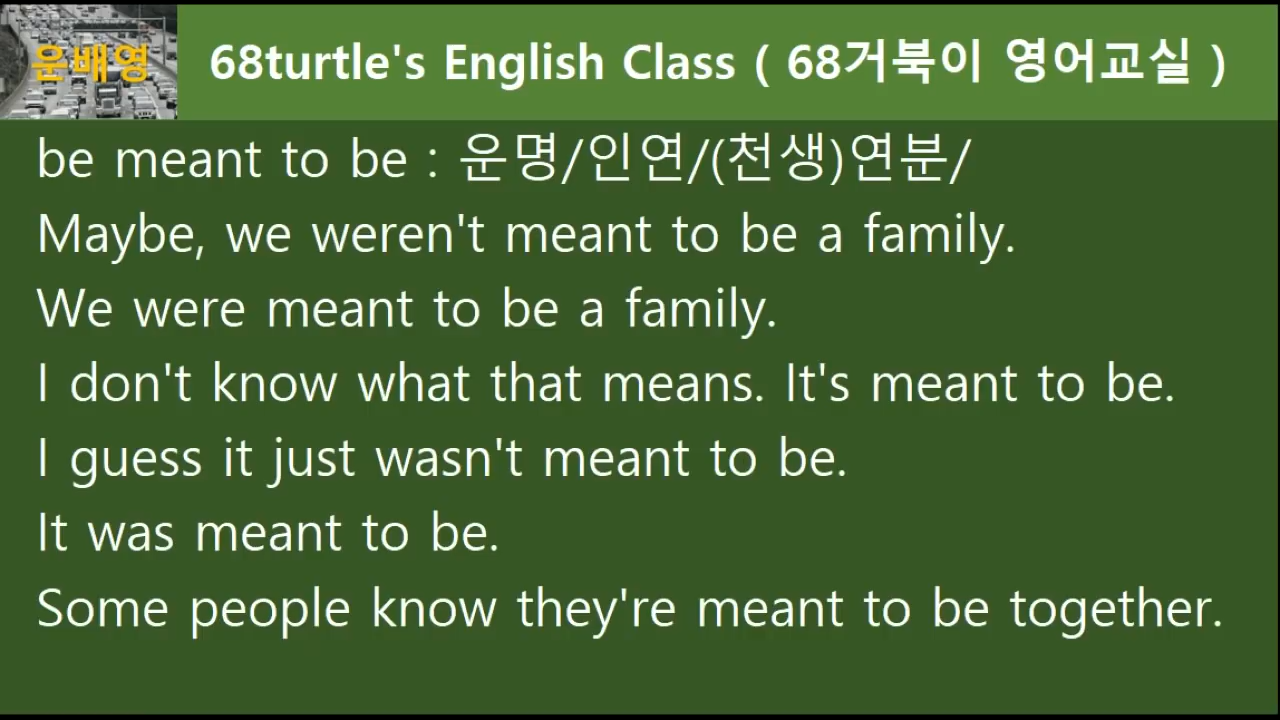 운배영
68turtle's English Class ( 68거북이 영어교실 )
be meant to be : 운명/인연/(천생)연분/
Maybe, we weren't meant to be a family.
We were meant to be a family.
I don't know what that means. It's meant to be.
I guess it just wasn't meant to be.
It was meant to be.
Some people know they're meant to be together.